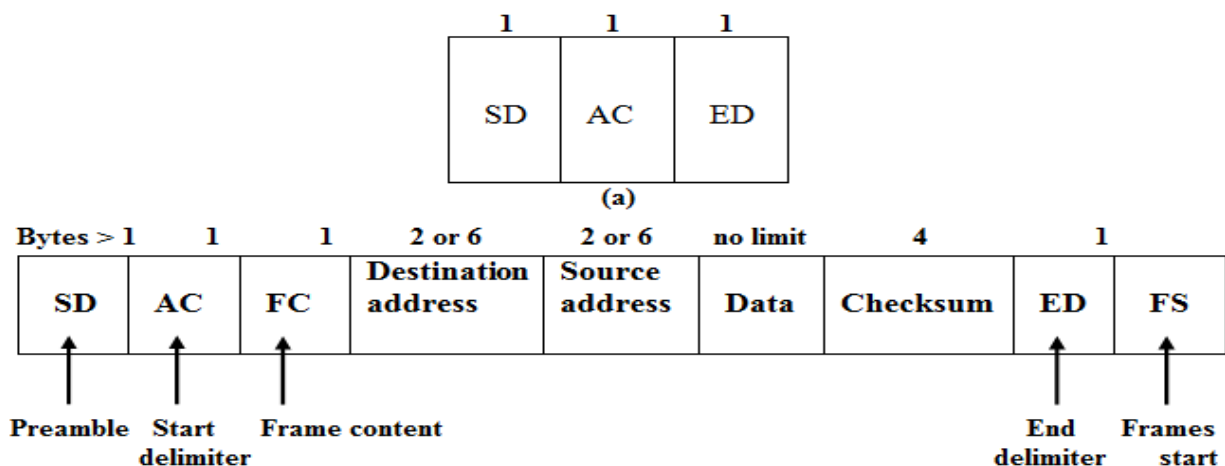 1 1 1
SD AC ED
(a)
Bytes > 1 1 1 2 or 6 2 or 6 no limit 4 1
SD AC FC Destination address Source address Data Checksum ED FS
Preamble Start delimiter Frame content End delimiter Frames start